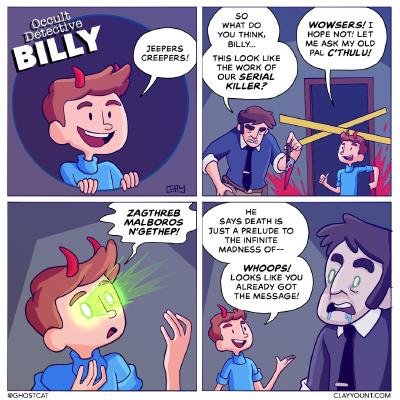 Occult
Detective
BILLY
JEEPERS
CREEPERS!
CLAY
SO
WHAT DO
YOU THINK,
BILLY...
THIS LOOK LIKE
THE WORK OF
OUR SERIAL
KILLER?
WOWSERS! I
HOPE NOT! LET
ME ASK MY OLD
PAL C'THULU!
ZAGTHREB
MALBOROS
N'GETHEP!
HE
SAYS DEATH IS
JUST A PRELUDE TO
THE INFINITE
MADNESS OF--
WHOOPS!
LOOKS LIKE YOU
ALREADY GOT
THE MESSAGE!
@GHOSTCAT
CLAYYOUNT.COM